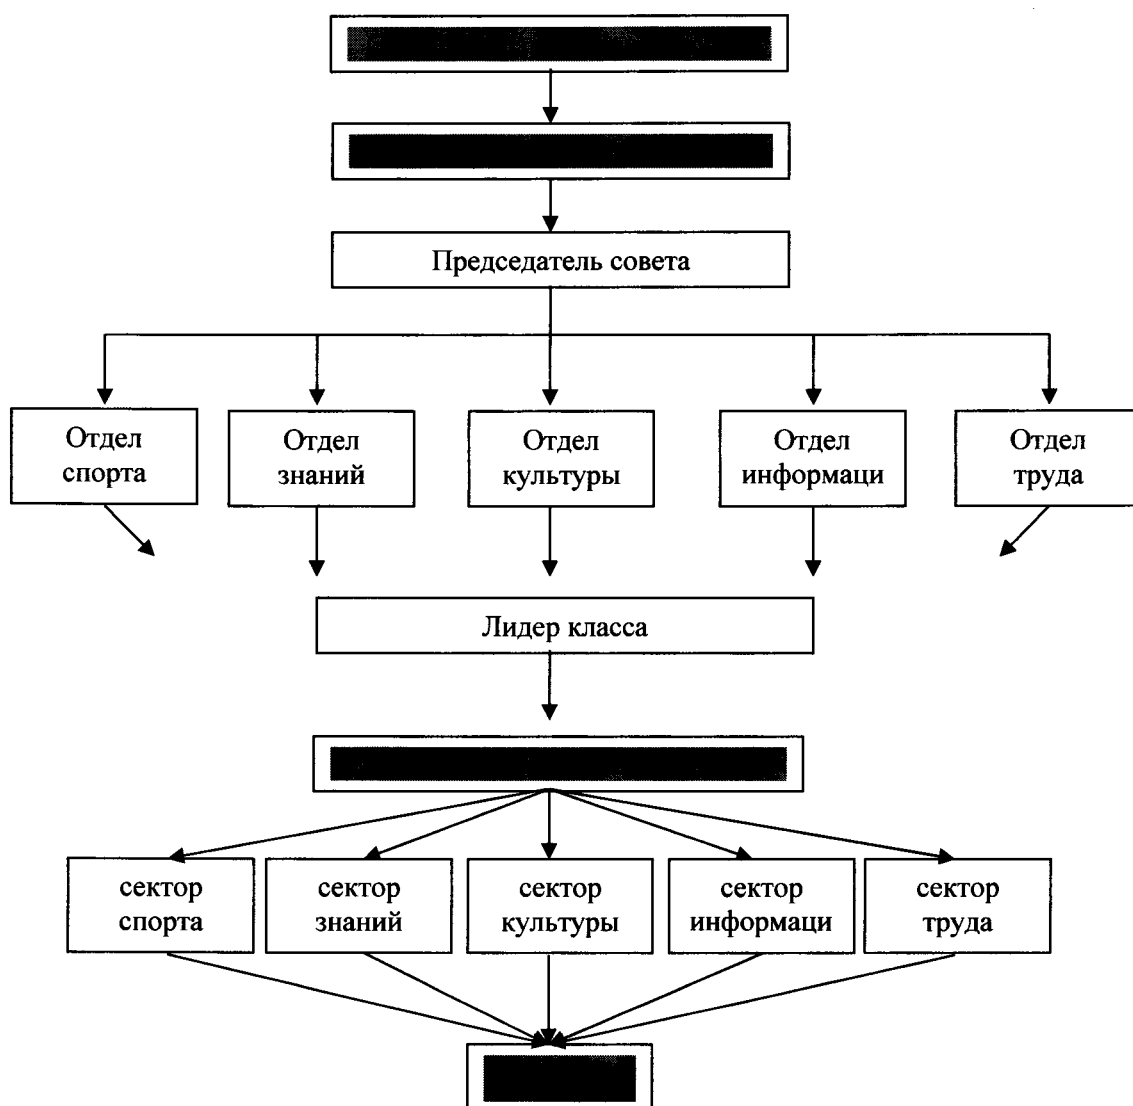 Председатель совета
Отдел
спорта
Отдел
знаний
Отдел
культуры
Отдел
информаци
Отдел
труда
Лидер класса
сектор
спорта
сектор
знаний
сектор
культуры
сектор
информаци
сектор
труда